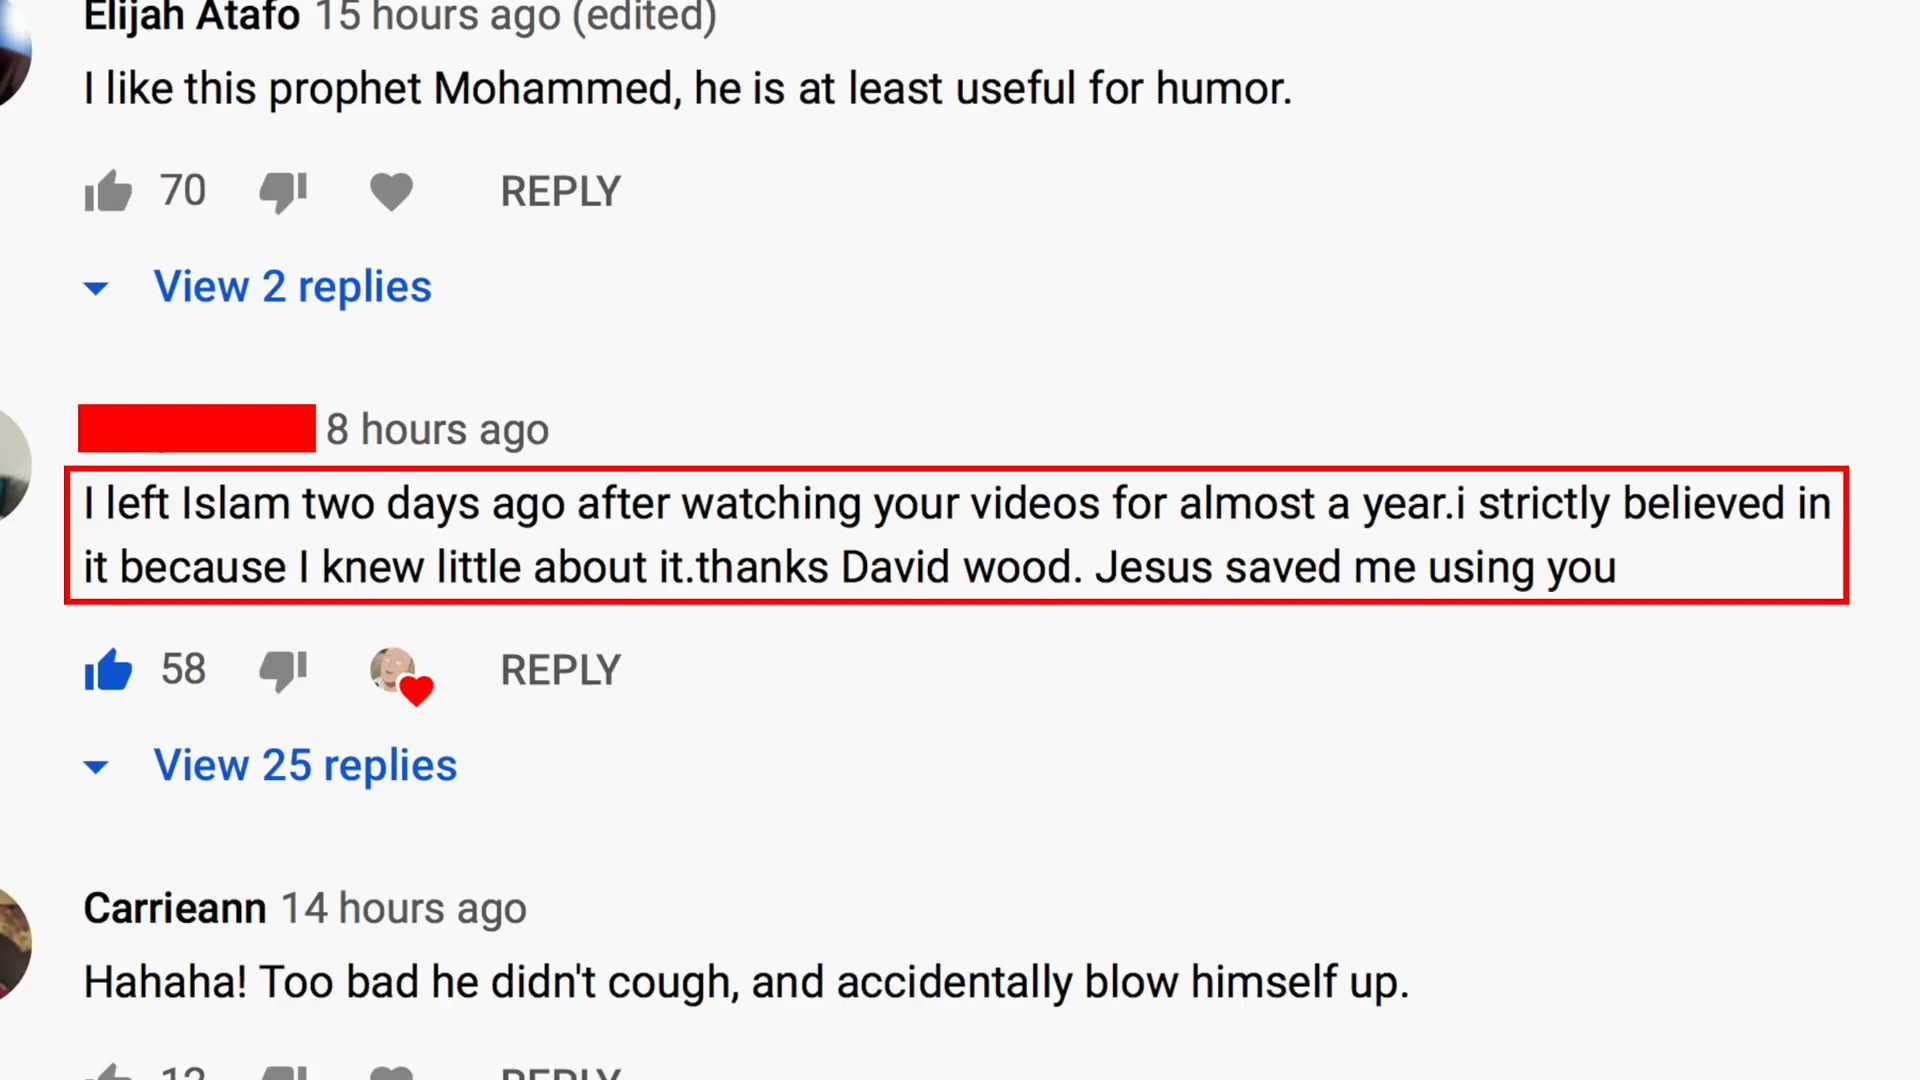 Elijah Atafo 15 hours ago (edited)
I like this prophet Mohammed, he is at least useful for humor.
70 REPLY
View 2 replies
8 hours ago
I left Islam two days ago after watching your videos for almost a year.i strictly believed in
it because I knew little about it.thanks David wood. Jesus saved me using you
58 REPLY
View 25 replies
Carrieann 14 hours ago
Hahaha! Too bad he didn't cough, and accidentally blow himself up.
REPLY